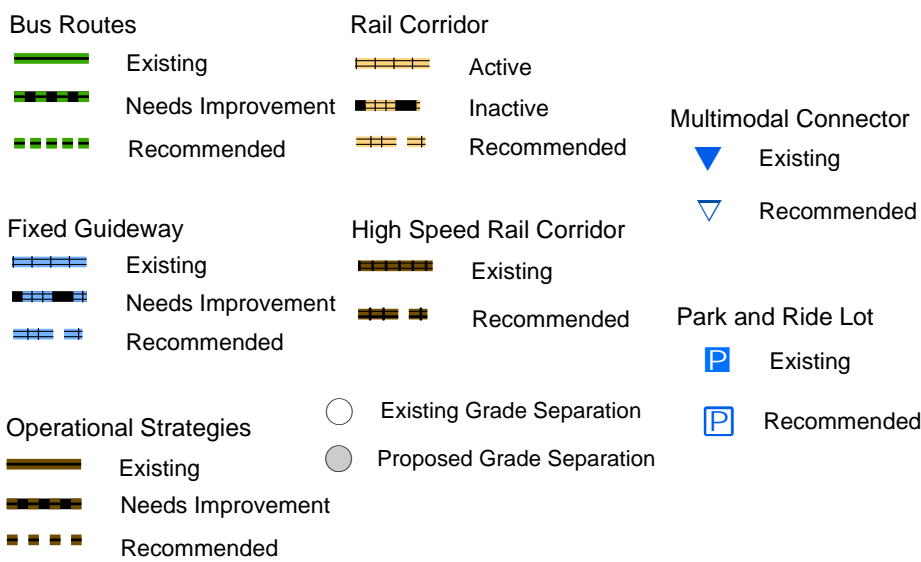 Bus Routes
Existing
Needs Improvement
Recommended
Rail Corridor
Active
Inactive
Recommended
Multimodal Connector
Existing
Recommended
Fixed Guideway
Existing
Needs Improvement
Recommended
High Speed Rail Corridor
Existing
Recommended
Park and Ride Lot
P Existing
P Recommended
Operational Strategies
Existing
Needs Improvement
Recommended
Existing Grade Separation
Proposed Grade Separation